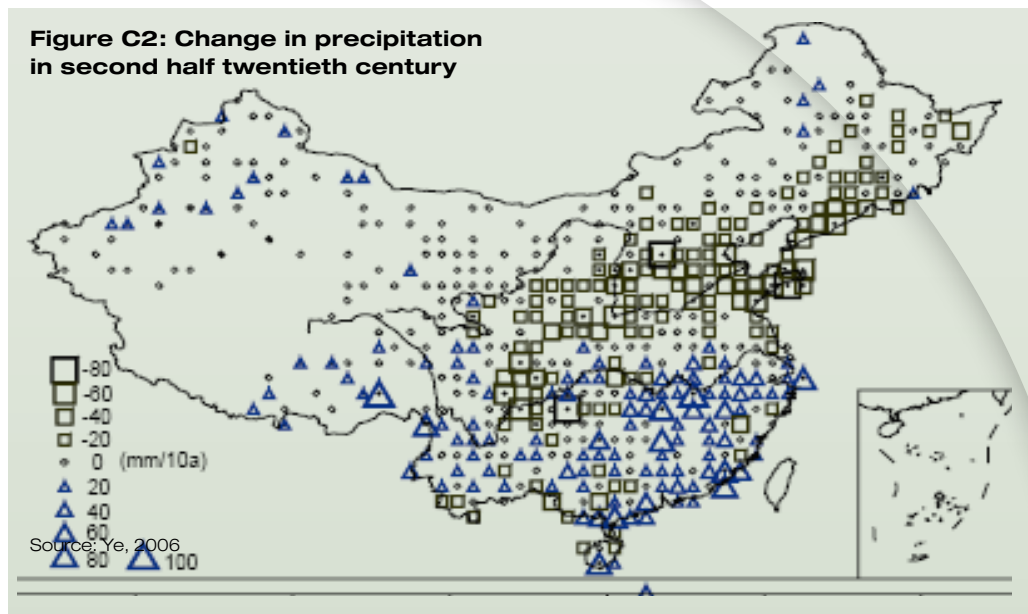 Figure C2: Change in precipitation
in second half twentieth century
-80
-60
-40
-20
0 (mm/10a)
20
40
60
Source: Ye, 2006
80 100